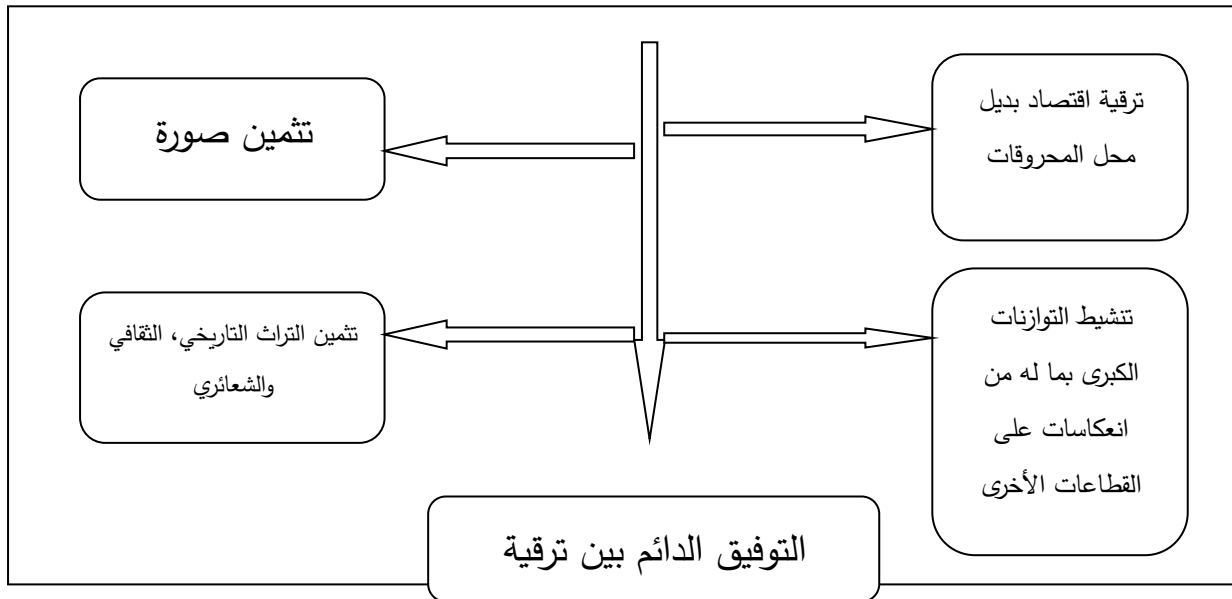 ترقية اقتصاد بديل
محل المحروقات
تثمين صورة
تنشيط التوازنات
الكبرى بما له من
انعكاسات على
القطاعات الأخرى
تثمين التراث التاريخي، الثقافي
والشعائري
التوفيق الدائم بين ترقية